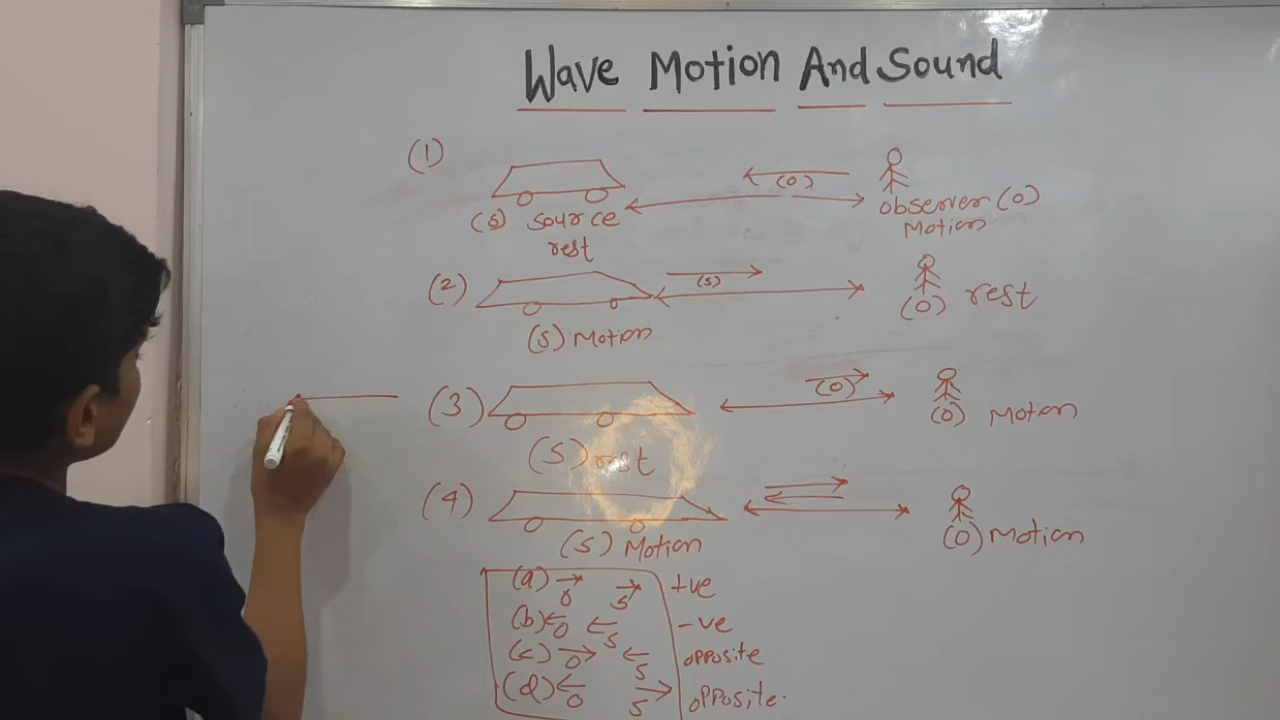 Wave Motion And Sound
(1)
(O)
(S) Source
rest
observer (O)
Motion
(2)
(S)
(O) rest
(S) Motion
(3)
(O)
(O) Motion
(S) rest
(4)
(O) Motion
(S) Motion
(a) → O → S +ve
(b) ← O ← S -ve
(c) → O ← S opposite
(d) ← O → S opposite.